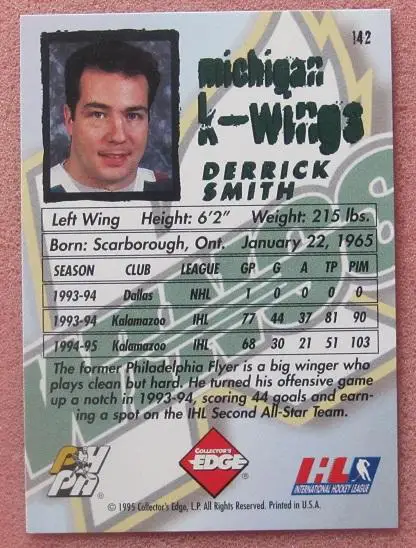 142
michigan
k-wings
DERRICK
SMITH
Left Wing Height: 6'2" Weight: 215 lbs.
Born: Scarborough, Ont. January 22, 1965
SEASON CLUB LEAGUE GP G A TP PIM
1993-94 Dallas NHL 1 0 0 0 0
1993-94 Kalamazoo IHL 77 44 37 81 90
1994-95 Kalamazoo IHL 68 30 21 51 103
The former Philadelphia Flyer is a big winger who
plays clean but hard. He turned his offensive game
up a notch in 1993-94, scoring 44 goals and earn-
ing a spot on the IHL Second All-Star Team.
COLLECTOR'S
EDGE®
IHL
INTERNATIONAL HOCKEY LEAGUE
© 1995 Collector's Edge, L.P. All Rights Reserved. Printed in U.S.A.